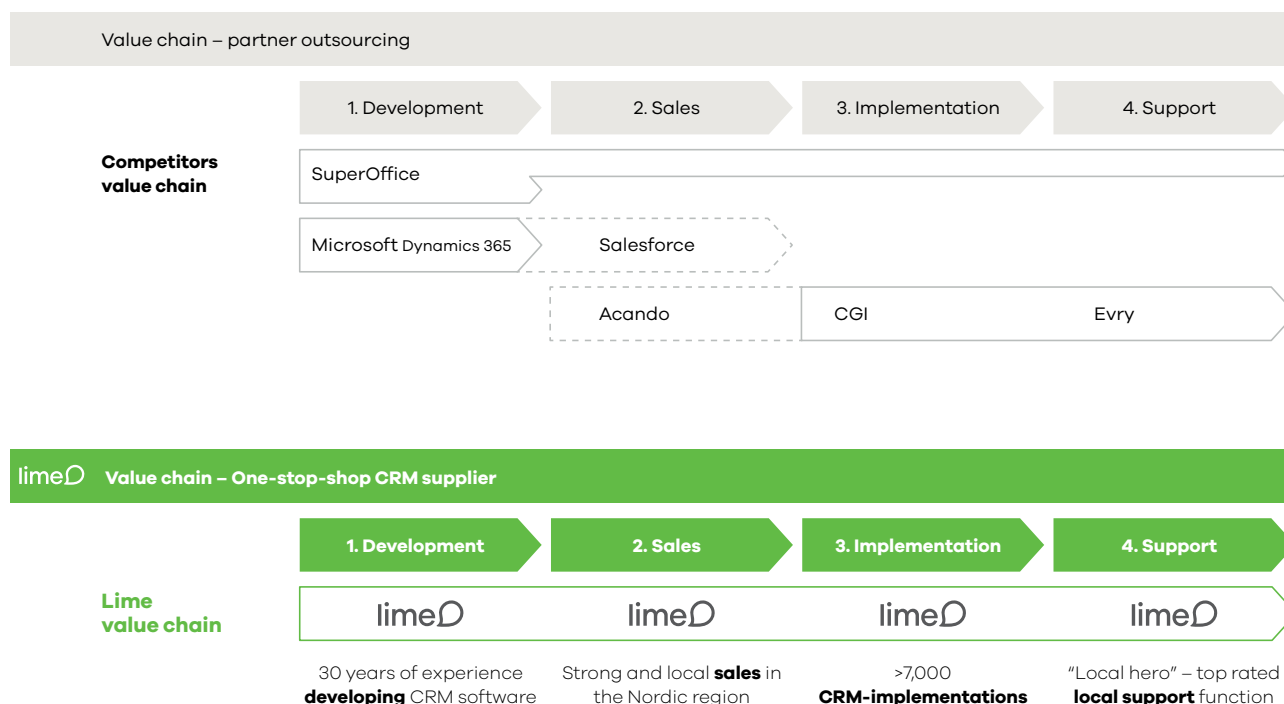 Value chain – partner outsourcing
1. Development
2. Sales
3. Implementation
4. Support
Competitors
value chain
SuperOffice
Microsoft Dynamics 365
Salesforce
Acando
CGI
Evry
lime
Value chain – One-stop-shop CRM supplier
1. Development
2. Sales
3. Implementation
4. Support
Lime
value chain
lime
lime
lime
lime
30 years of experience
developing CRM software
Strong and local sales in
the Nordic region
>7,000
CRM-implementations
“Local hero” – top rated
local support function